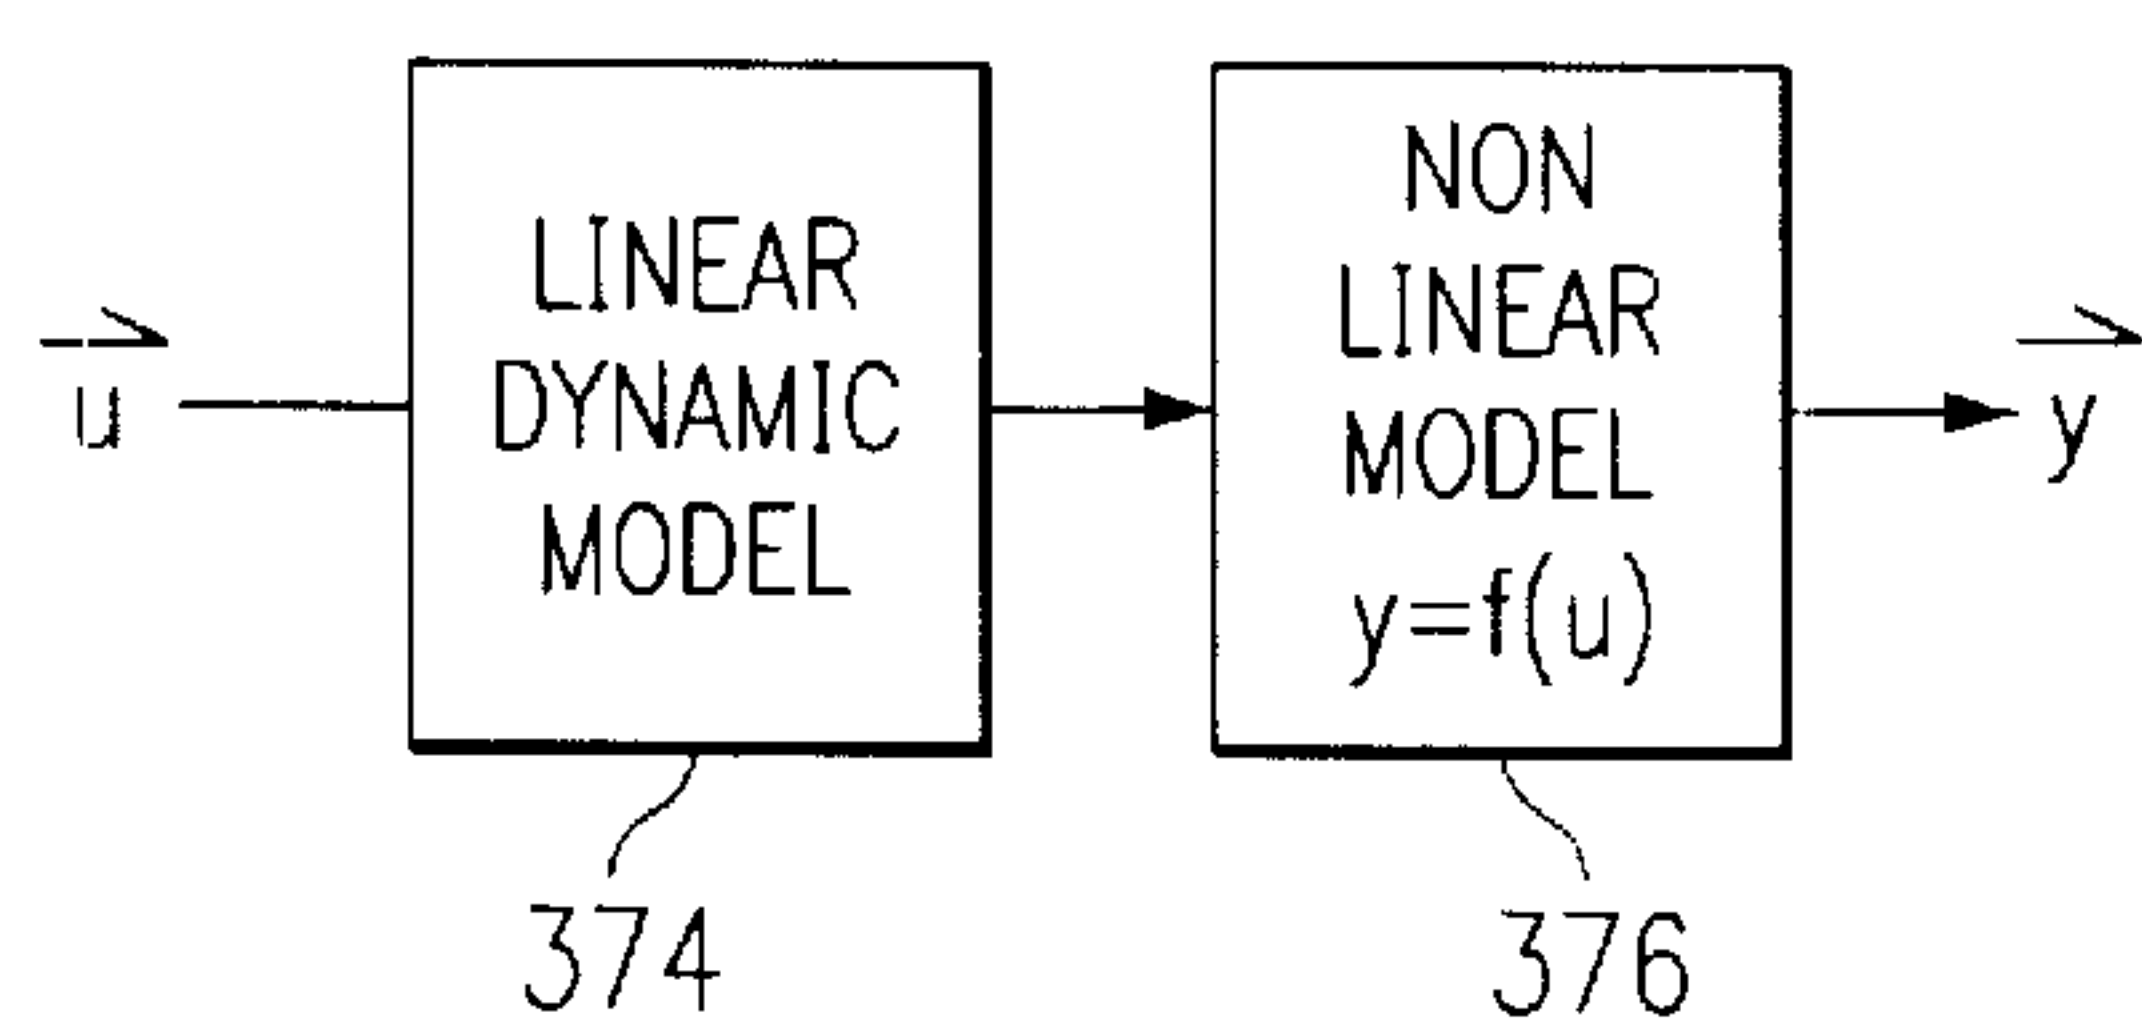 u
LINEAR
DYNAMIC
MODEL
NON
LINEAR
MODEL
y=f(u)
y
374
376